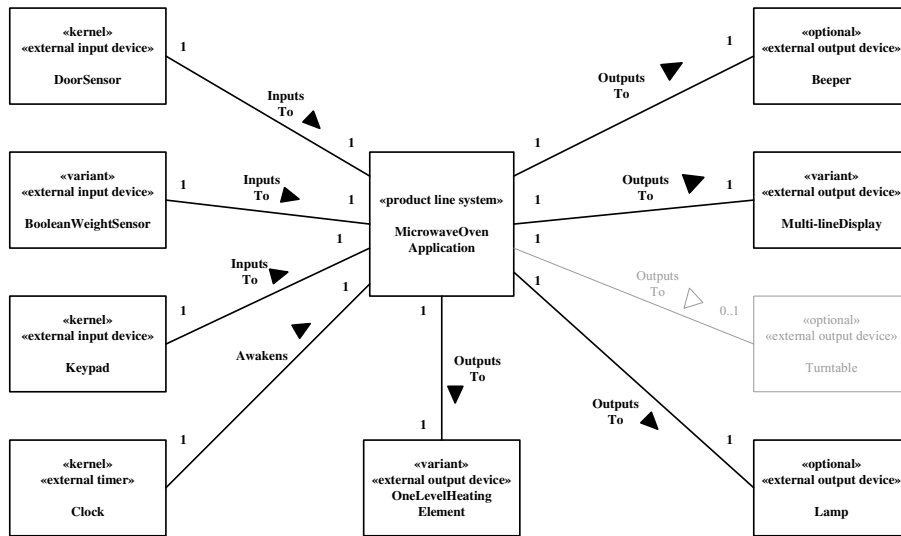 «kernel»
«external input device»
DoorSensor
1
Inputs
To
1
«optional»
«external output device»
Beeper
1
Outputs
To
1
«variant»
«external input device»
BooleanWeightSensor
1
Inputs
To
1
«product line system»
MicrowaveOven
Application
1
Outputs
To
1
«variant»
«external output device»
Multi-lineDisplay
«kernel»
«external input device»
Keypad
1
Inputs
To
1
1
Outputs
To
0..1
«optional»
«external output device»
Turntable
«kernel»
«external timer»
Clock
1
Awakens
1
1
Outputs
To
1
«variant»
«external output device»
OneLevelHeating
Element
1
Outputs
To
1
«optional»
«external output device»
Lamp